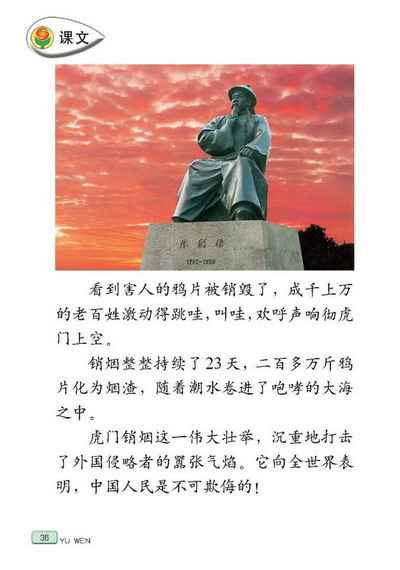 课文
林则徐
1785-1850
看到害人的鸦片被销毁了，成千上万
的老百姓激动得跳哇，叫哇，欢呼声响彻虎
门上空。
销烟整整持续了23天，二百多万斤鸦
片化为烟渣，随着潮水卷进了咆哮的大海
之中。
虎门销烟这一伟大壮举，沉重地打击
了外国侵略者的嚣张气焰。它向全世界表
明，中国人民是不可欺侮的！
36
YU WEN